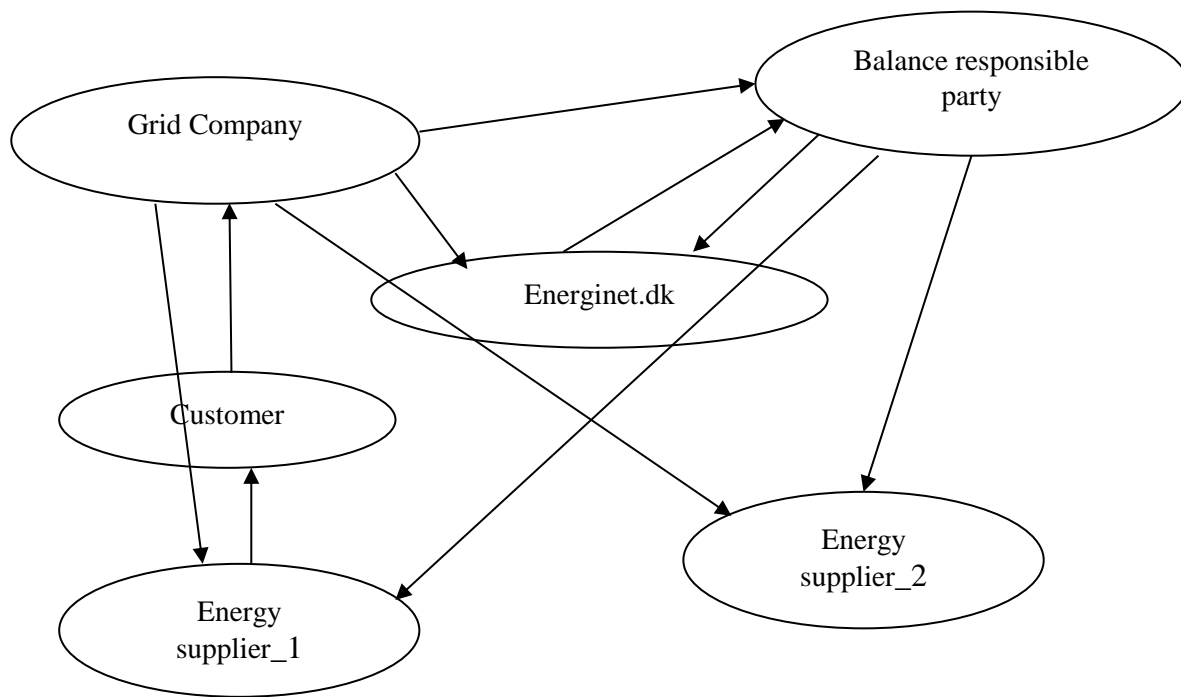 Balance responsible
party
Grid Company
Energinet.dk
Customer
Energy
supplier_2
Energy
supplier_1